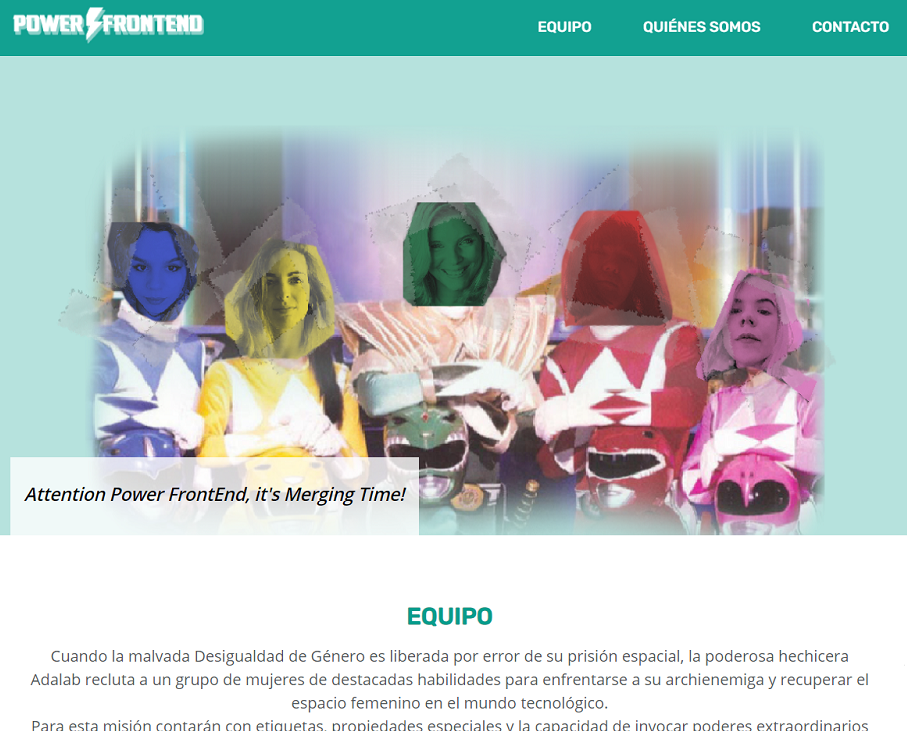 POWER FRONTEND
EQUIPO
QUIÉNES SOMOS
CONTACTO
Attention Power FrontEnd, it's Merging Time!
EQUIPO
Cuando la malvada Desigualdad de Género es liberada por error de su prisión espacial, la poderosa hechicera
Adalab recluta a un grupo de mujeres de destacadas habilidades para enfrentarse a su archienemiga y recuperar el
espacio femenino en el mundo tecnológico.
Para esta misión contarán con etiquetas, propiedades especiales y la capacidad de invocar poderes extraordinarios